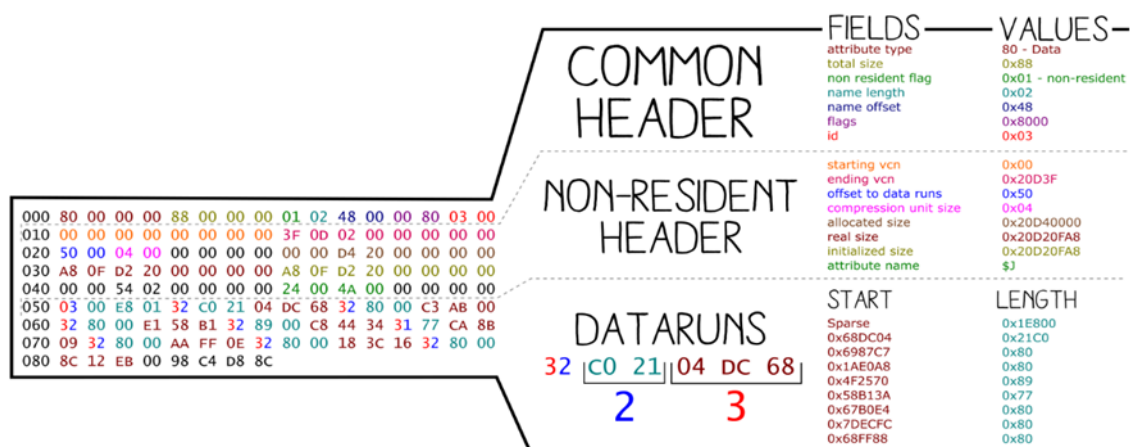 FIELDS VALUES
COMMON HEADER
attribute type 80 - Data
total size 0x88
non resident flag 0x01 - non-resident
name length 0x02
name offset 0x48
flags 0x8000
id 0x03
NON-RESIDENT HEADER
starting vcn 0x00
ending vcn 0x20D3F
offset to data runs 0x50
compression unit size 0x04
allocated size 0x20D40000
real size 0x20D20FA8
initialized size 0x20D20FA8
attribute name $J
000 80 00 00 00 88 00 00 00 01 02 48 00 00 80 03 00
010 00 00 00 00 00 00 00 00 3F 0D 02 00 00 00 00 00
020 50 00 04 00 00 00 00 00 00 00 D4 20 00 00 00 00
030 A8 0F D2 20 00 00 00 00 A8 0F D2 20 00 00 00 00
040 00 00 54 02 00 00 00 00 24 00 4A 00 00 00 00 00
050 03 00 E8 01 32 C0 21 04 DC 68 32 80 00 C3 AB 00
060 32 80 00 E1 58 B1 32 89 00 C8 44 34 31 77 CA 8B
070 09 32 80 00 AA FF 0E 32 80 00 18 3C 16 32 80 00
080 8C 12 EB 00 98 C4 D8 8C
DATARUNS
32 C0 21 04 DC 68
2 3
START LENGTH
Sparse 0x1E800
0x68DC04 0x21C0
0x6987C7 0x80
0x1AE0A8 0x80
0x4F2570 0x89
0x58B13A 0x77
0x67B0E4 0x80
0x7DECFC 0x80
0x68FF88 0x80